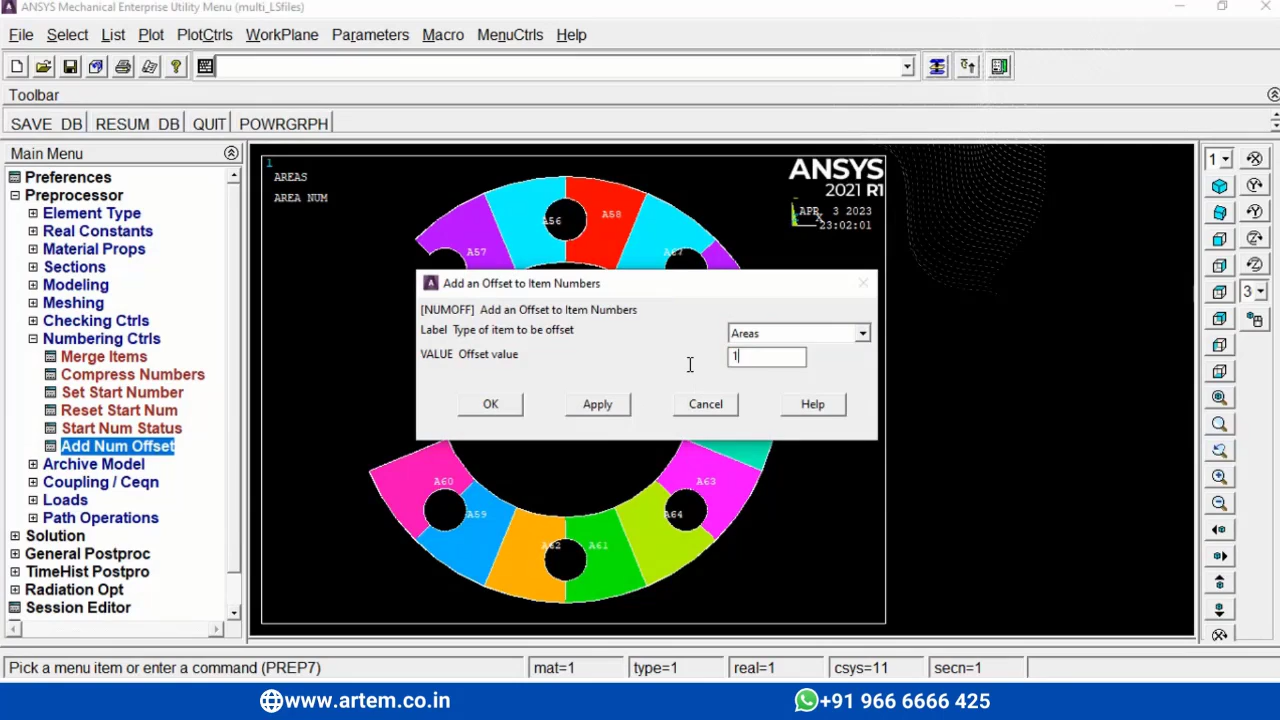 ANSYS Mechanical Enterprise Utility Menu (multi_LSfiles)
File Select List Plot PlotCtrls WorkPlane Parameters Macro MenuCtrls Help
Toolbar
SAVE_DB RESUM_DB QUIT POWRGRPH
Main Menu
Preferences
Preprocessor
Element Type
Real Constants
Material Props
Sections
Modeling
Meshing
Checking Ctrls
Numbering Ctrls
Merge Items
Compress Numbers
Set Start Number
Reset Start Num
Start Num Status
Add Num Offset
Archive Model
Coupling / Ceqn
Loads
Path Operations
Solution
General Postproc
TimeHist Postpro
Radiation Opt
Session Editor
1
AREAS
AREA NUM
ANSYS
2021 R1
APR 3 2023
23:02:01
A57
A56
A58
A67
Add an Offset to Item Numbers
[NUMOFF] Add an Offset to Item Numbers
Label Type of item to be offset Areas
VALUE Offset value 1
OK Apply Cancel Help
A60
A59
A62
A61
A64
A63
1
3
Pick a menu item or enter a command (PREP7) mat=1 type=1 real=1 csys=11 secn=1
www.artem.co.in +91 966 6666 425